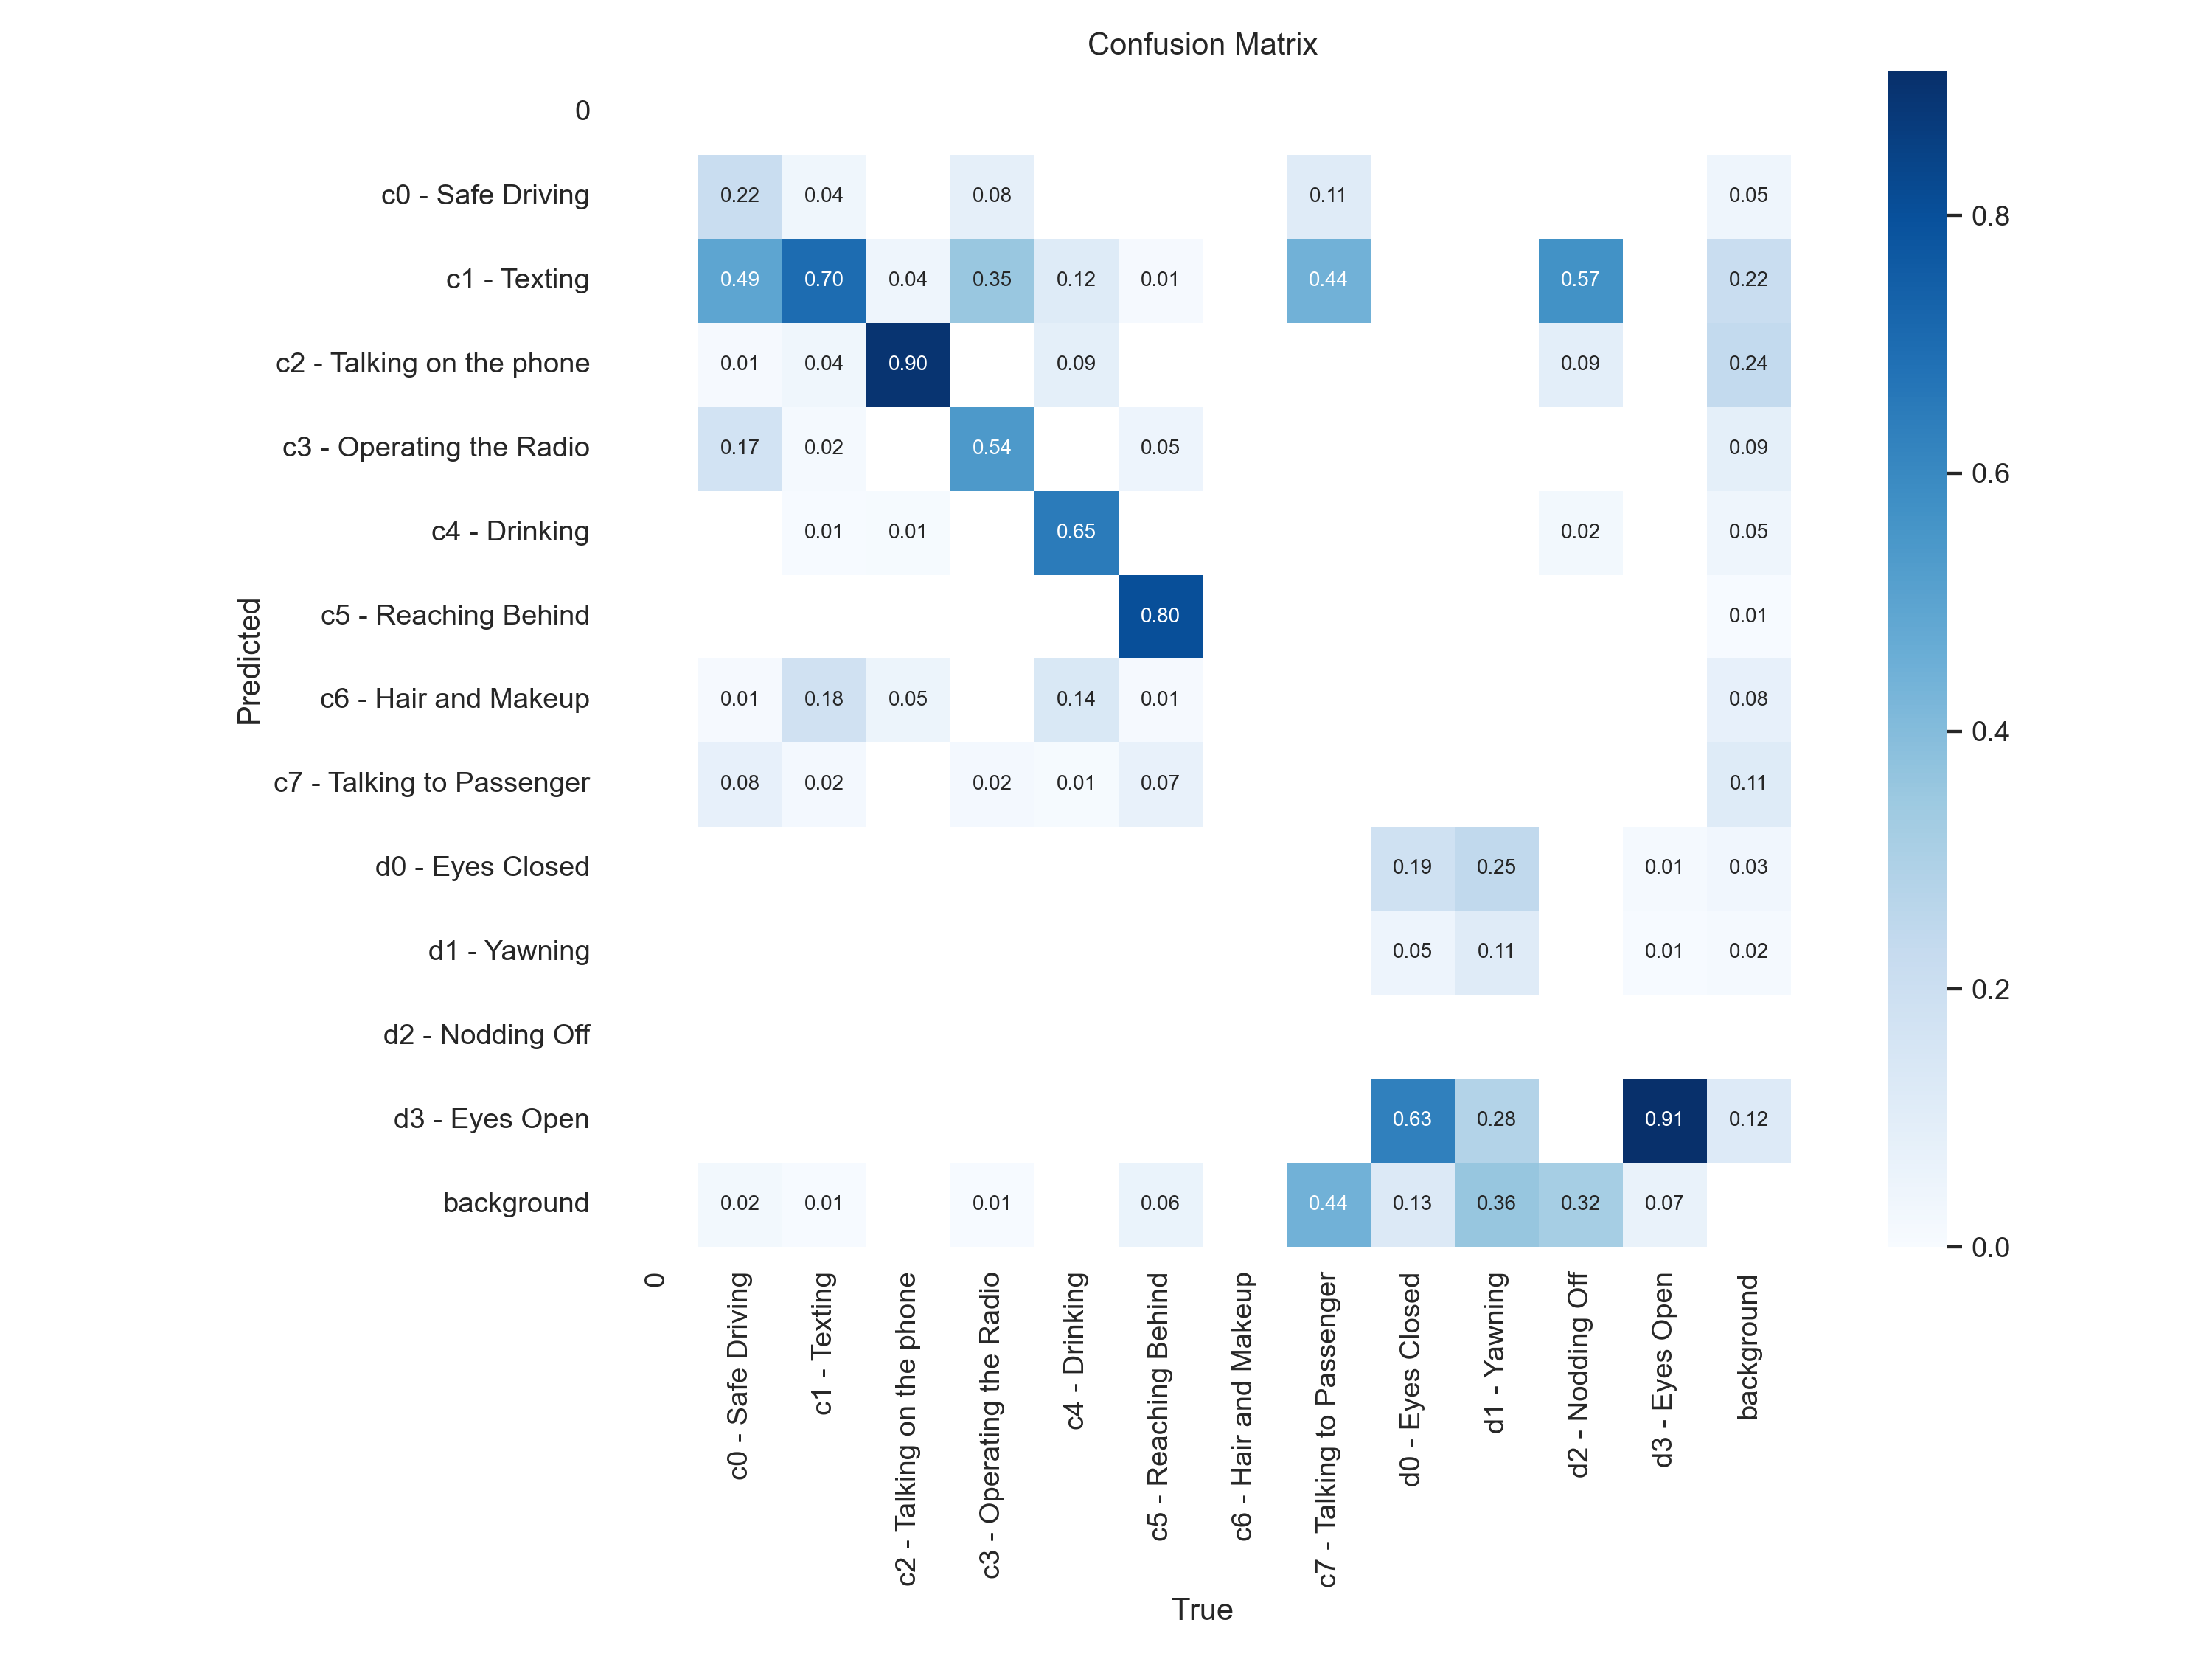 Confusion Matrix
0
c0 - Safe Driving 0.22 0.04 0.08 0.11 0.05
c1 - Texting 0.49 0.70 0.04 0.35 0.12 0.01 0.44 0.57 0.22
c2 - Talking on the phone 0.01 0.04 0.90 0.09 0.09 0.24
c3 - Operating the Radio 0.17 0.02 0.54 0.05 0.09
c4 - Drinking 0.01 0.01 0.65 0.02 0.05
c5 - Reaching Behind 0.80 0.01
c6 - Hair and Makeup 0.01 0.18 0.05 0.14 0.01 0.08
c7 - Talking to Passenger 0.08 0.02 0.02 0.01 0.07 0.11
d0 - Eyes Closed 0.19 0.25 0.01 0.03
d1 - Yawning 0.05 0.11 0.01 0.02
d2 - Nodding Off
d3 - Eyes Open 0.63 0.28 0.91 0.12
background 0.02 0.01 0.01 0.06 0.44 0.13 0.36 0.32 0.07
Predicted
0
c0 - Safe Driving
c1 - Texting
c2 - Talking on the phone
c3 - Operating the Radio
c4 - Drinking
c5 - Reaching Behind
c6 - Hair and Makeup
c7 - Talking to Passenger
d0 - Eyes Closed
d1 - Yawning
d2 - Nodding Off
d3 - Eyes Open
background
True
0.8
0.6
0.4
0.2
0.0